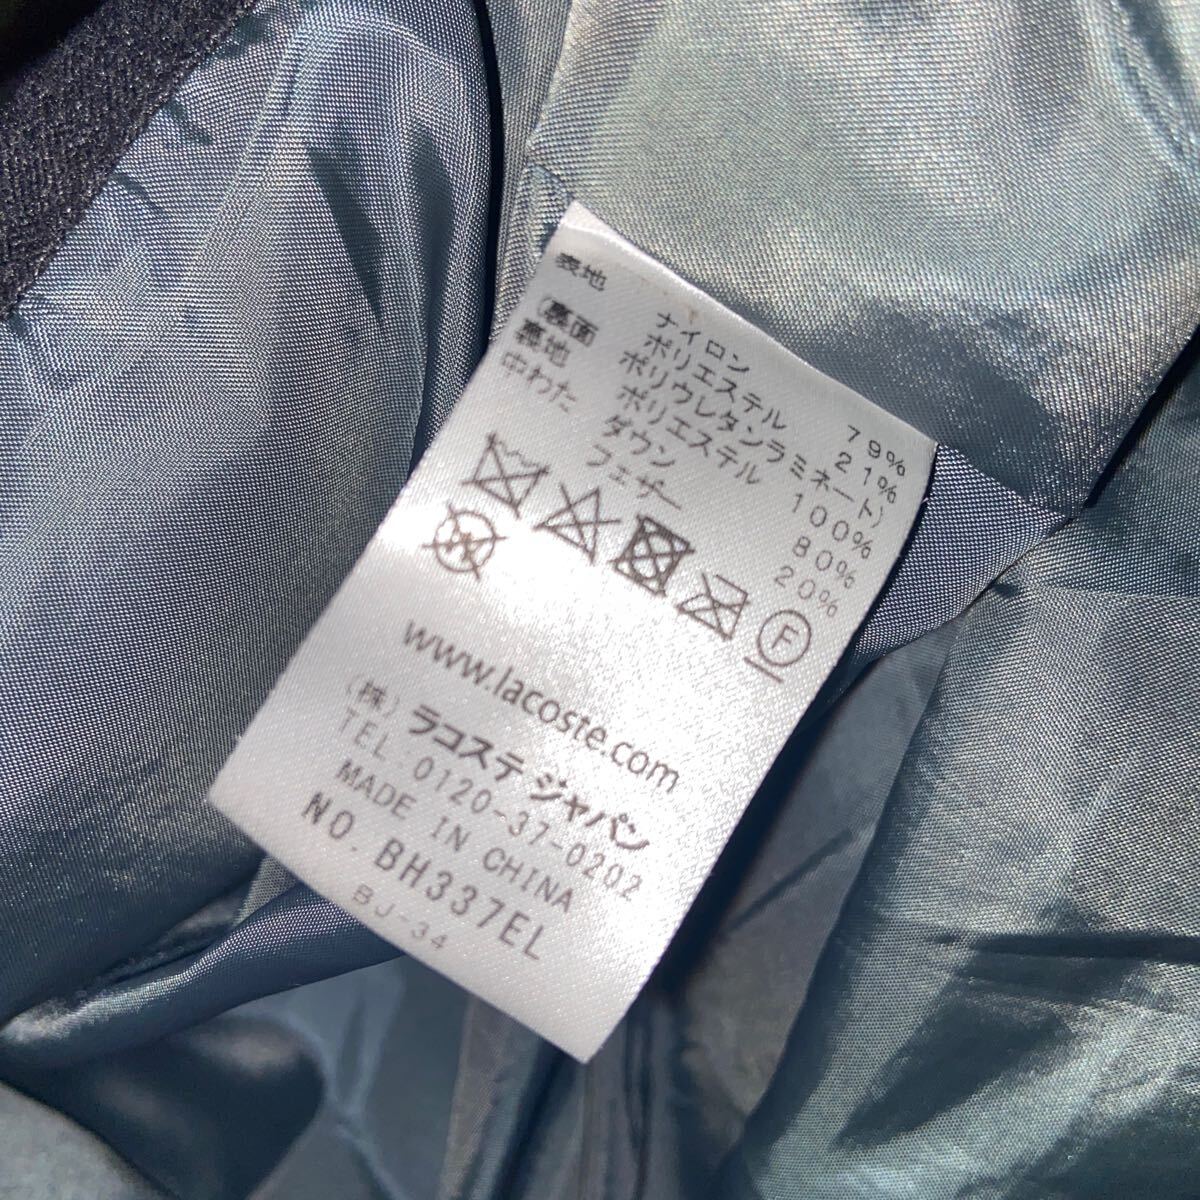 表地 ナイロン 79%
ポリエステル 21%
(裏面 ポリウレタンラミネート)
裏地 ポリエステル 100%
中わた ダウン 80%
フェザー 20%
F
W
www.lacoste.com
(株) ラコステ ジャパン
TEL.0120-37-0202
MADE IN CHINA
NO. BH337EL
BJ-34